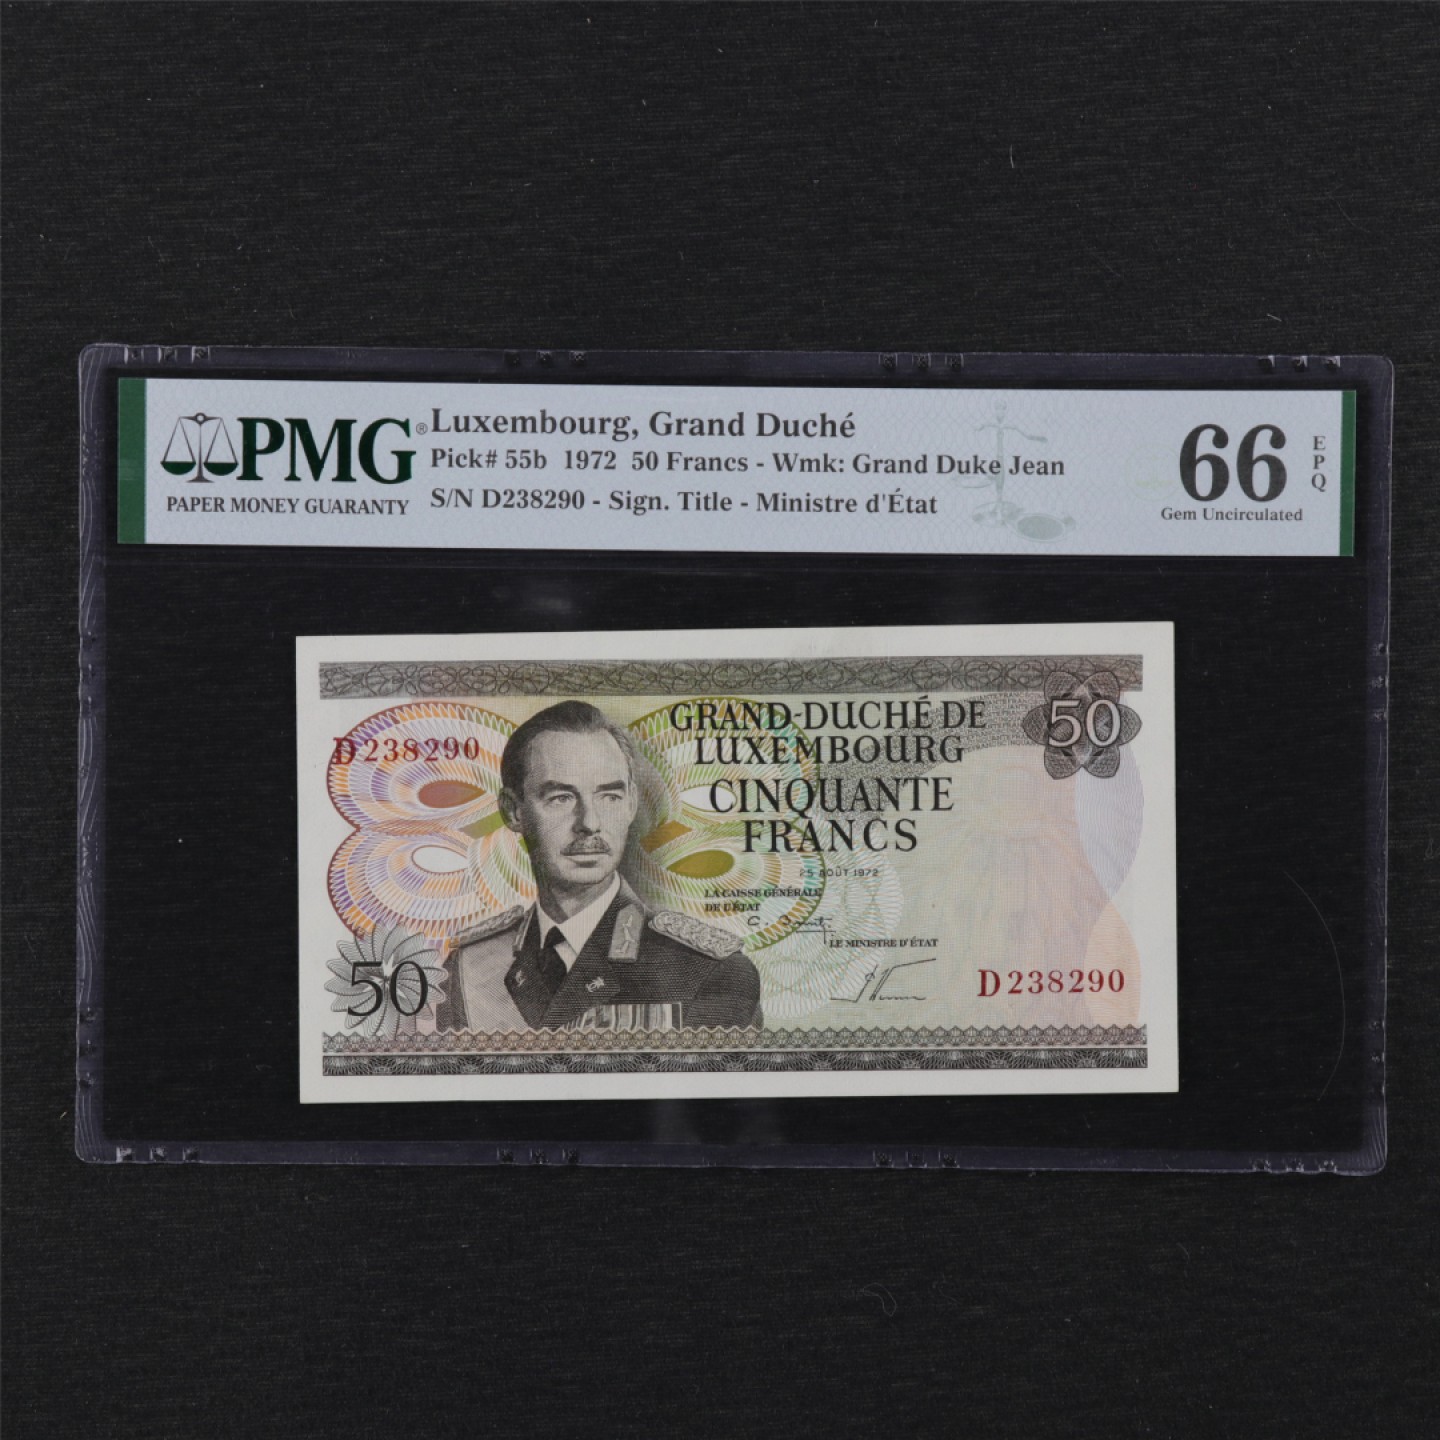 PMG®
PAPER MONEY GUARANTY
Luxembourg, Grand Duché
Pick# 55b 1972 50 Francs - Wmk: Grand Duke Jean
S/N D238290 - Sign. Title - Ministre d'État
66
EPQ
Gem Uncirculated
D238290
GRAND-DUCHÉ DE
LUXEMBOURG
50
CINQUANTE
FRANCS
25 AOÛT 1972
LA CAISSE GÉNÉRALE
DE L'ÉTAT
LE MINISTRE D'ÉTAT
50
D238290